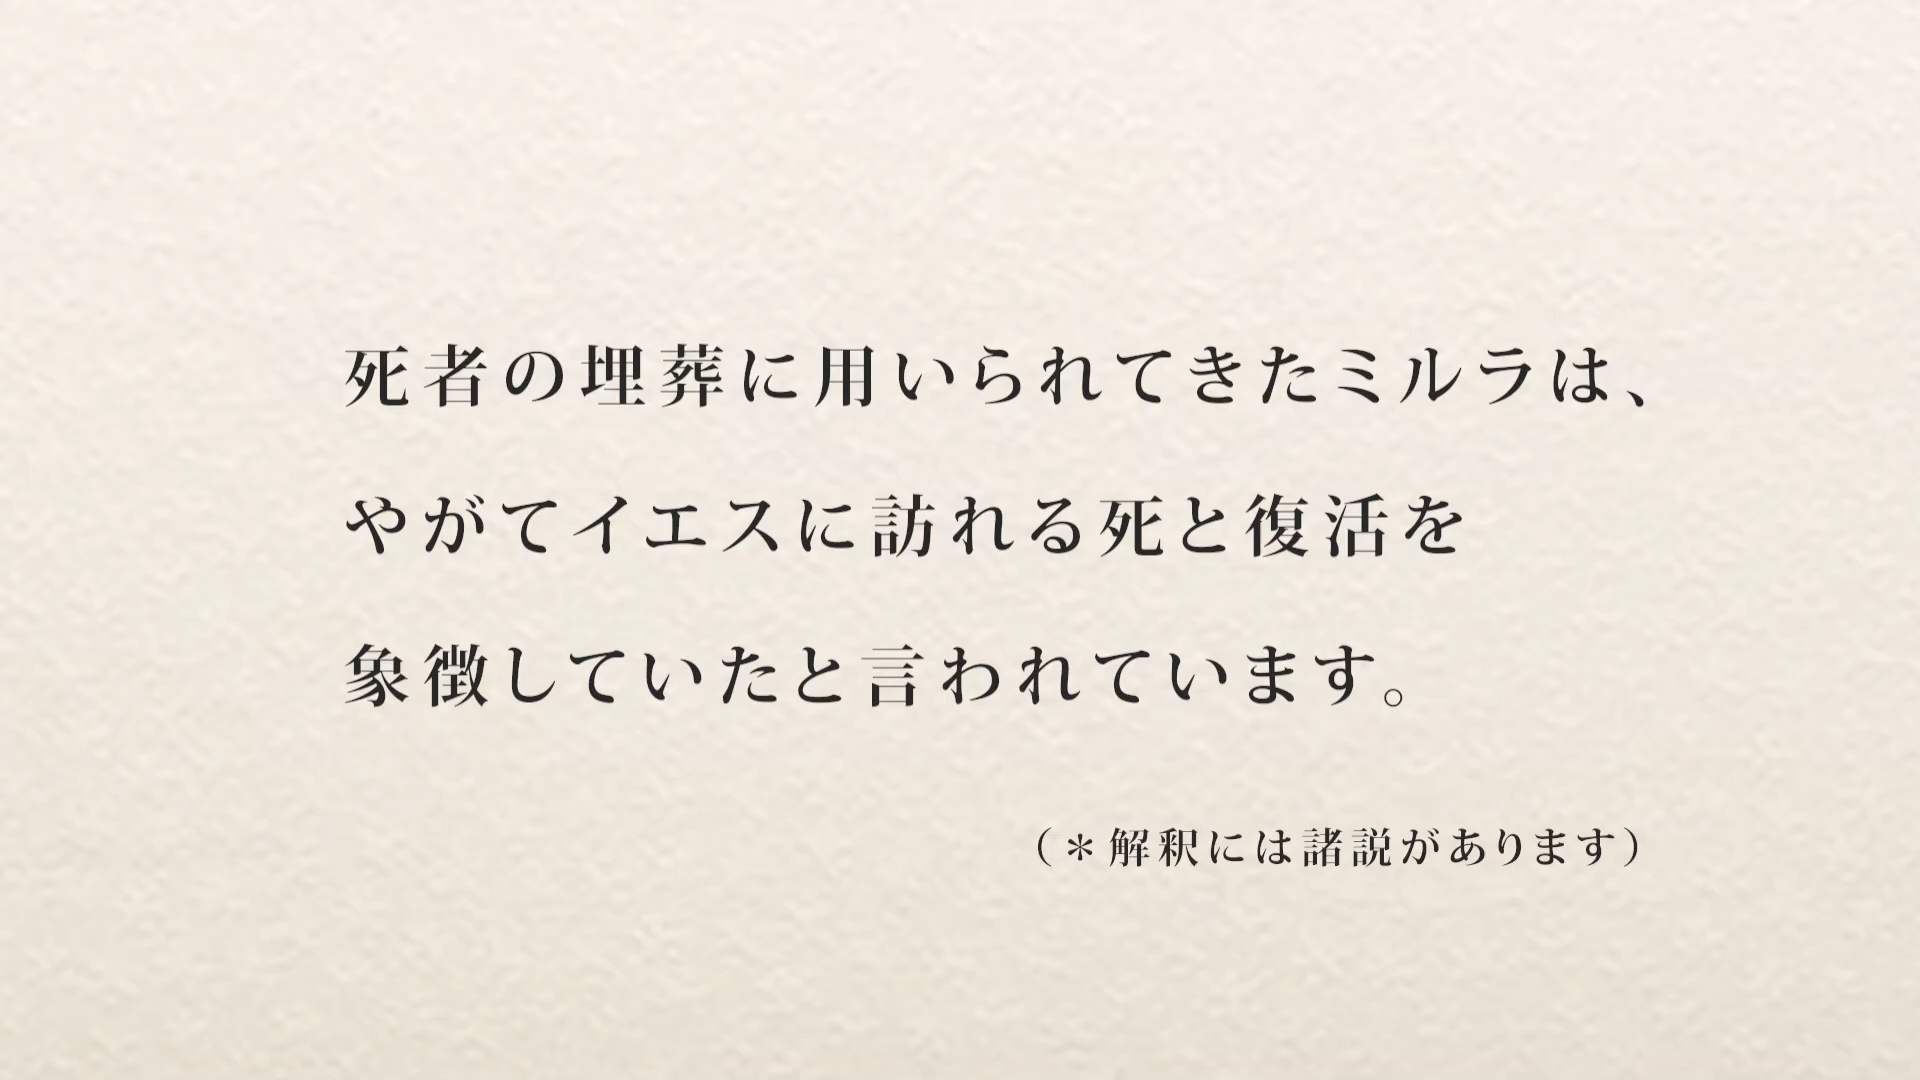 死者の埋葬に用いられてきたミルラは、
やがてイエスに訪れる死と復活を
象徴していたと言われています。
（＊解釈には諸説があります）